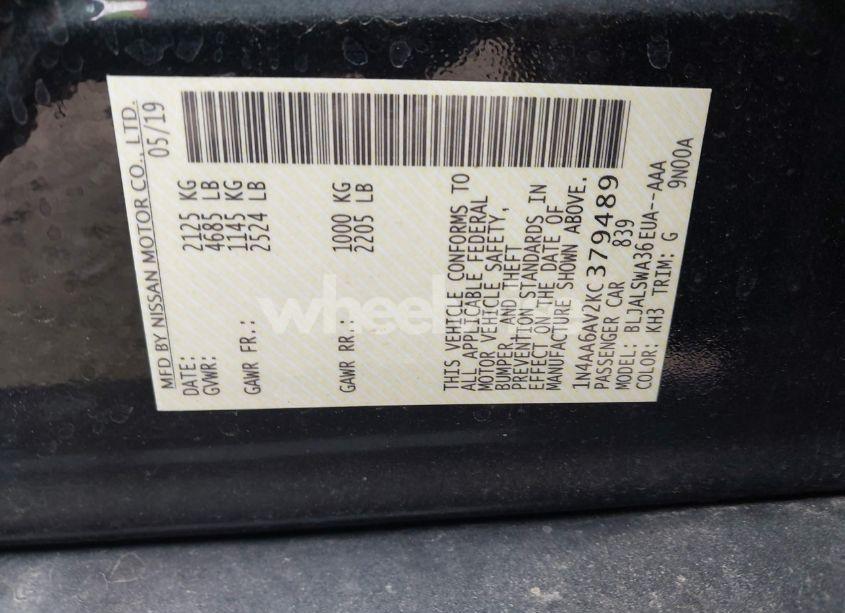 MFD BY NISSAN MOTOR CO., LTD.
DATE: 05/19
GVWR: 2125 KG
4685 LB
GAWR FR.: 1145 KG
2524 LB
GAWR RR.: 1000 KG
2205 LB
THIS VEHICLE CONFORMS TO
ALL APPLICABLE FEDERAL
MOTOR VEHICLE SAFETY,
BUMPER, AND THEFT
PREVENTION STANDARDS IN
EFFECT ON THE DATE OF
MANUFACTURE SHOWN ABOVE.
1N4AA6AV2KC379489
PASSENGER CAR 839
MODEL: BLJALSWA36EUA--AAA
COLOR: KH3 TRIM: G 9N00A